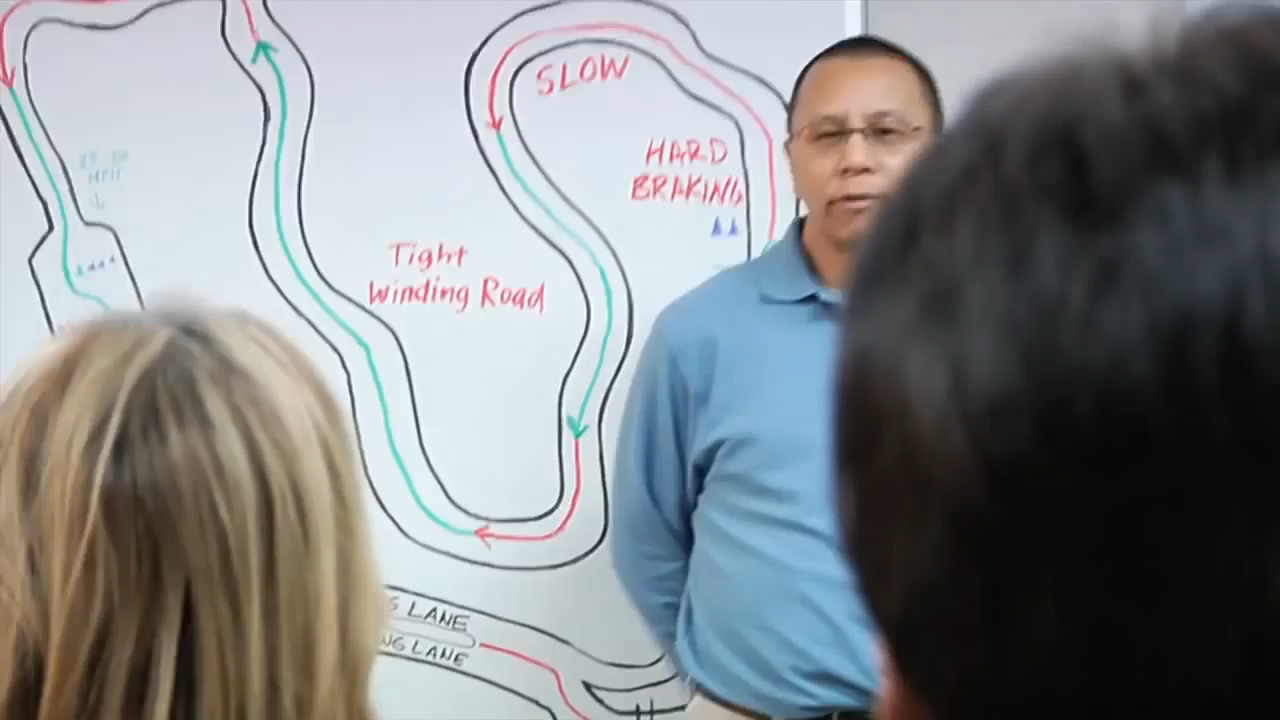 SLOW
HARD
BRAKING
Tight
Winding Road
LANE
LANE